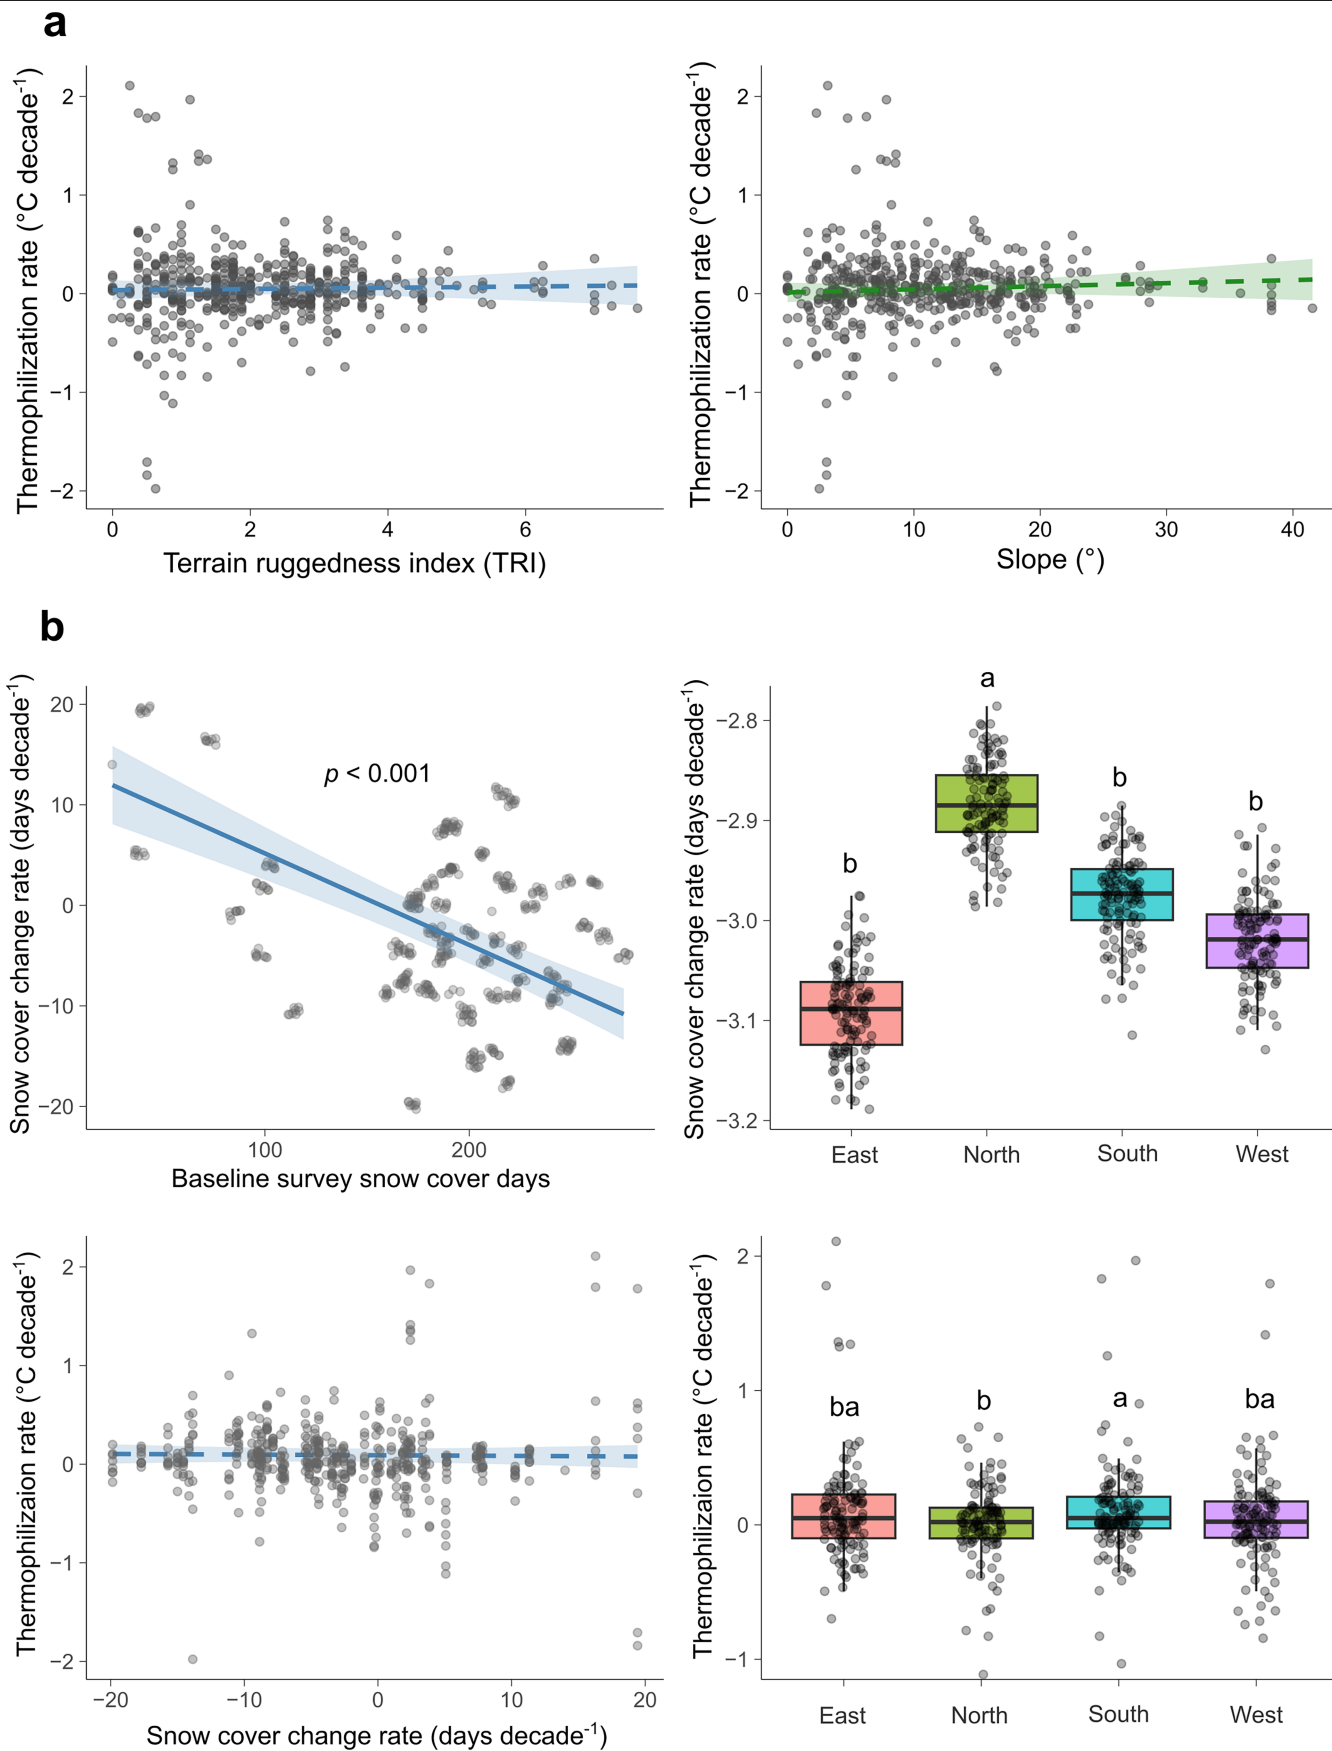 a
Thermophilization rate (°C decade⁻¹)
2
1
0
−1
−2
0 2 4 6
Terrain ruggedness index (TRI)
Thermophilization rate (°C decade⁻¹)
2
1
0
−1
−2
0 10 20 30 40
Slope (°)
b
Snow cover change rate (days decade⁻¹)
20
10
0
−10
−20
p < 0.001
100 200
Baseline survey snow cover days
Snow cover change rate (days decade⁻¹)
−2.8
−2.9
−3.0
−3.1
−3.2
b a b b
East North South West
Thermophilizaion rate (°C decade⁻¹)
2
1
0
−1
−2
−20 −10 0 10 20
Snow cover change rate (days decade⁻¹)
Thermophilizaion rate (°C decade⁻¹)
2
1
0
−1
ba b a ba
East North South West